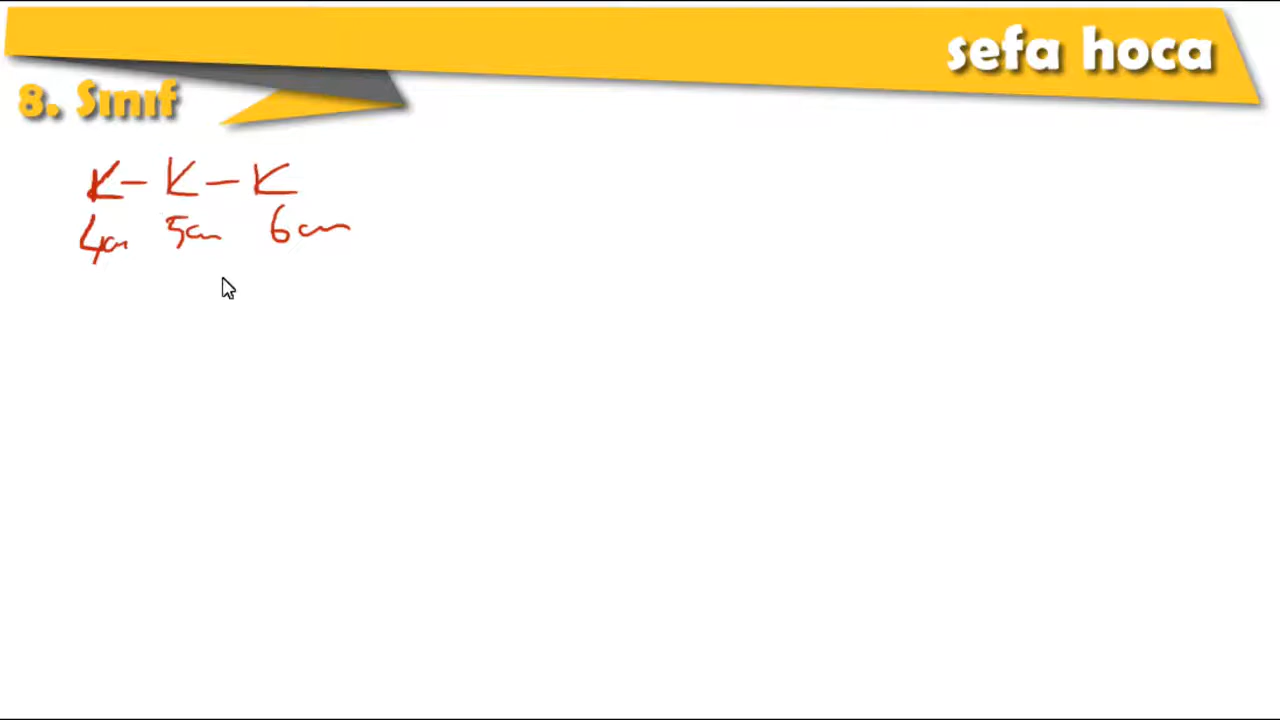 sefa hoca
8. Sınıf
K - K - K
4cm 5cm 6cm